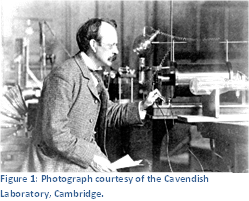 Figure 1: Photograph courtesy of the Cavendish
Laboratory, Cambridge.